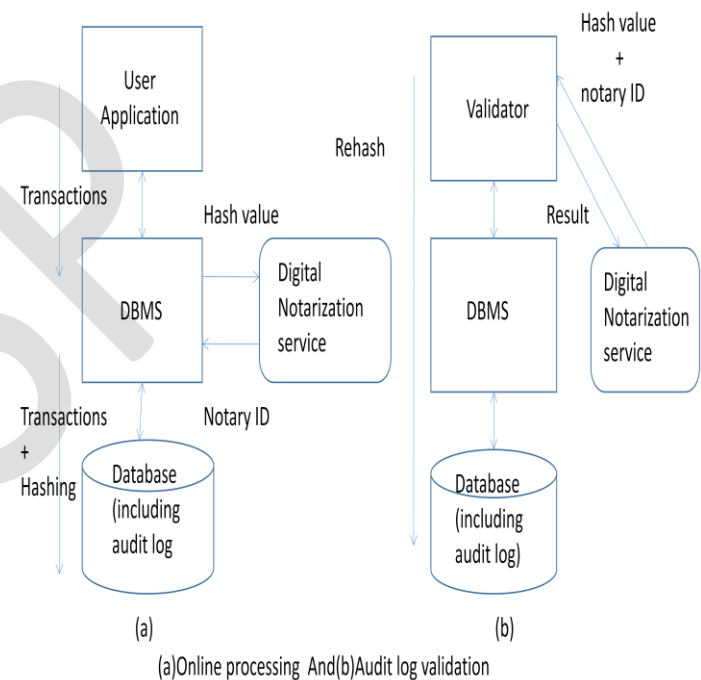 User
Application
Transactions
Hash value
DBMS
Digital
Notarization
service
Transactions
+
Hashing
Notary ID
Database
(including
audit log
(a)
Hash value
+
notary ID
Validator
Rehash
Result
DBMS
Digital
Notarization
service
Database
(including
audit log)
(b)
(a)Online processing And(b)Audit log validation